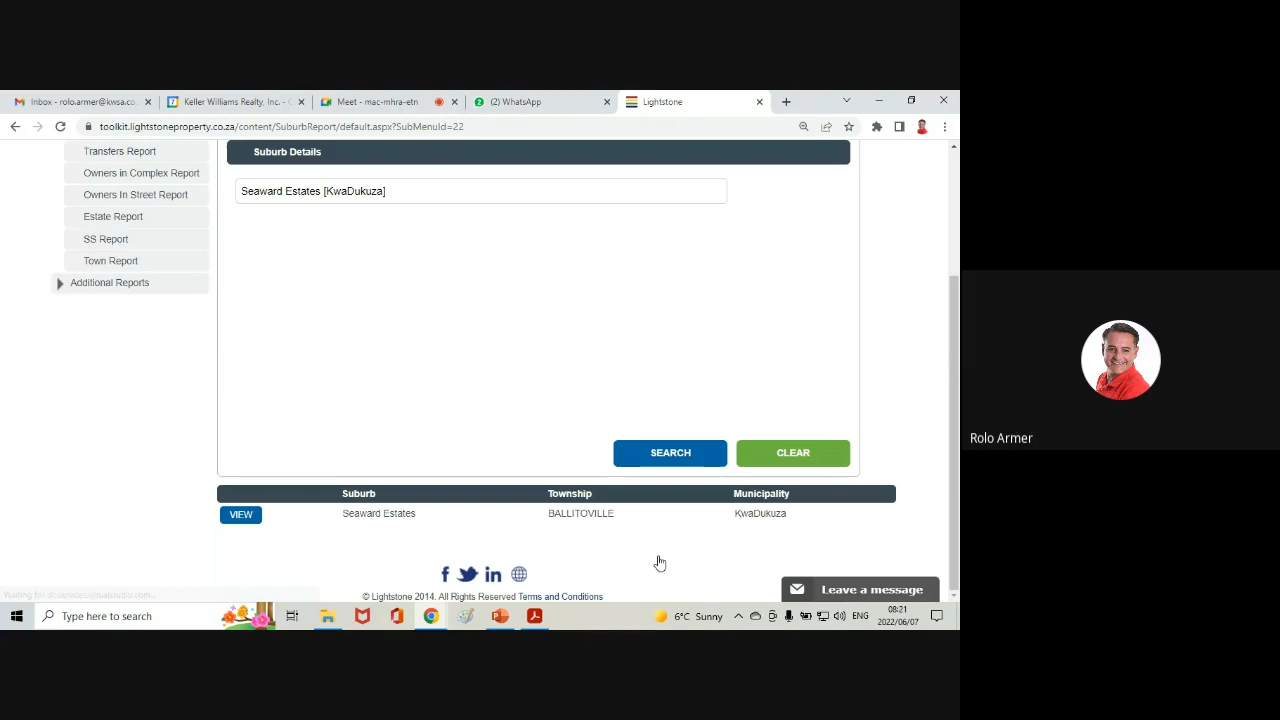 Inbox - rolo.armer@kwsa.co.
Keller Williams Realty, Inc. - C
Meet - mac-mhra-etn
(2) WhatsApp
Lightstone
toolkit.lightstoneproperty.co.za/content/SuburbReport/default.aspx?SubMenuId=22
Transfers Report
Owners in Complex Report
Owners In Street Report
Estate Report
SS Report
Town Report
Additional Reports
Suburb Details
Seaward Estates [KwaDukuza]
SEARCH
CLEAR
Suburb Township Municipality
VIEW Seaward Estates BALLITOVILLE KwaDukuza
© Lightstone 2014. All Rights Reserved Terms and Conditions
Leave a message
Type here to search
6°C Sunny
ENG
08:21
2022/06/07
Rolo Armer